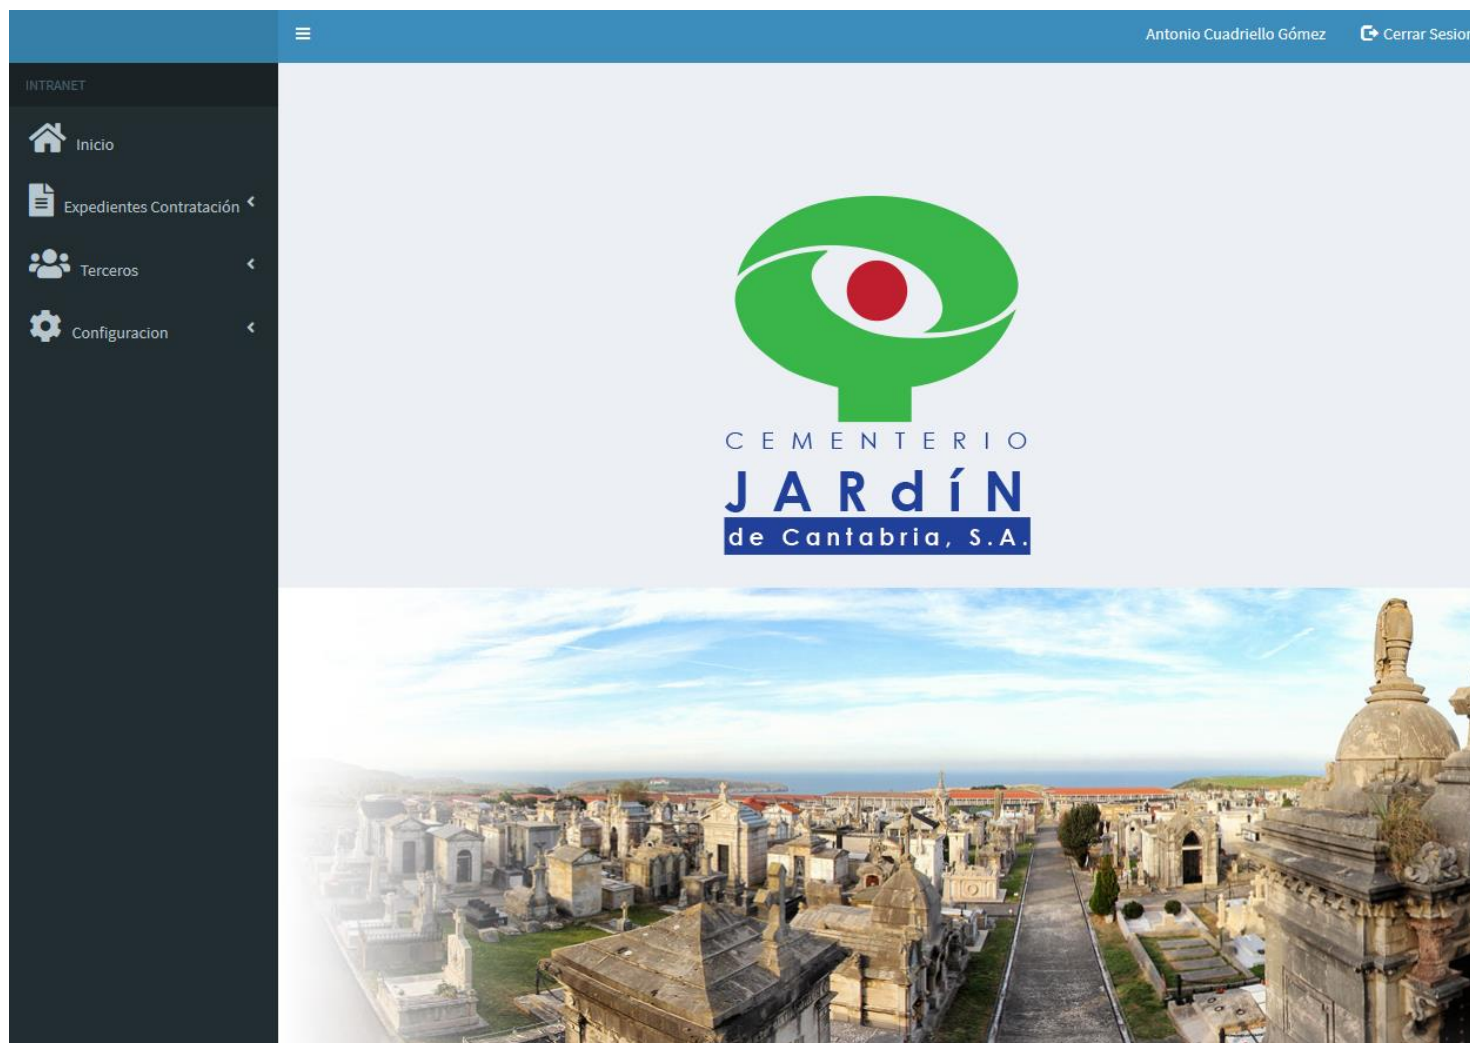 Antonio Cuadriello Gómez
Cerrar Sesion
INTRANET
Inicio
Expedientes Contratación
Terceros
Configuracion
CEMENTERIO
JARdíN
de Cantabria, S.A.